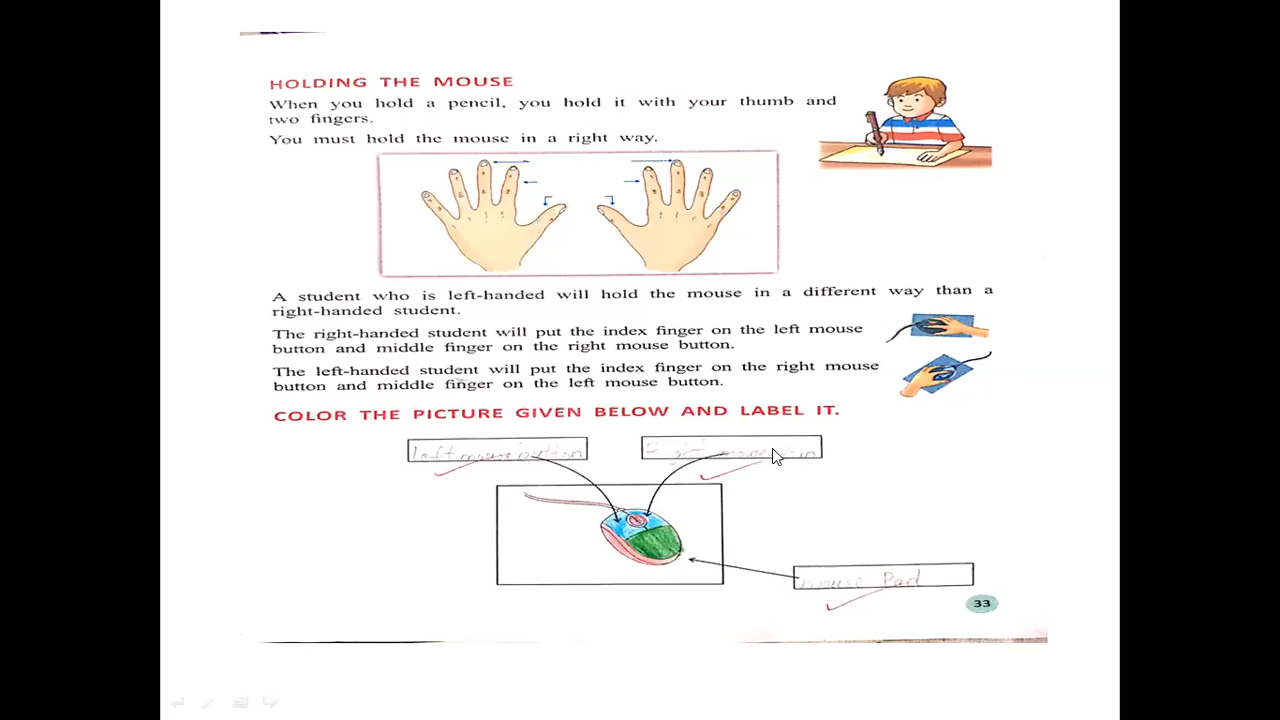 HOLDING THE MOUSE
When you hold a pencil, you hold it with your thumb and
two fingers.
You must hold the mouse in a right way.
A student who is left-handed will hold the mouse in a different way than a
right-handed student.
The right-handed student will put the index finger on the left mouse
button and middle finger on the right mouse button.
The left-handed student will put the index finger on the right mouse
button and middle finger on the left mouse button.
COLOR THE PICTURE GIVEN BELOW AND LABEL IT.
left mouse button
mouse
mouse Pad
33